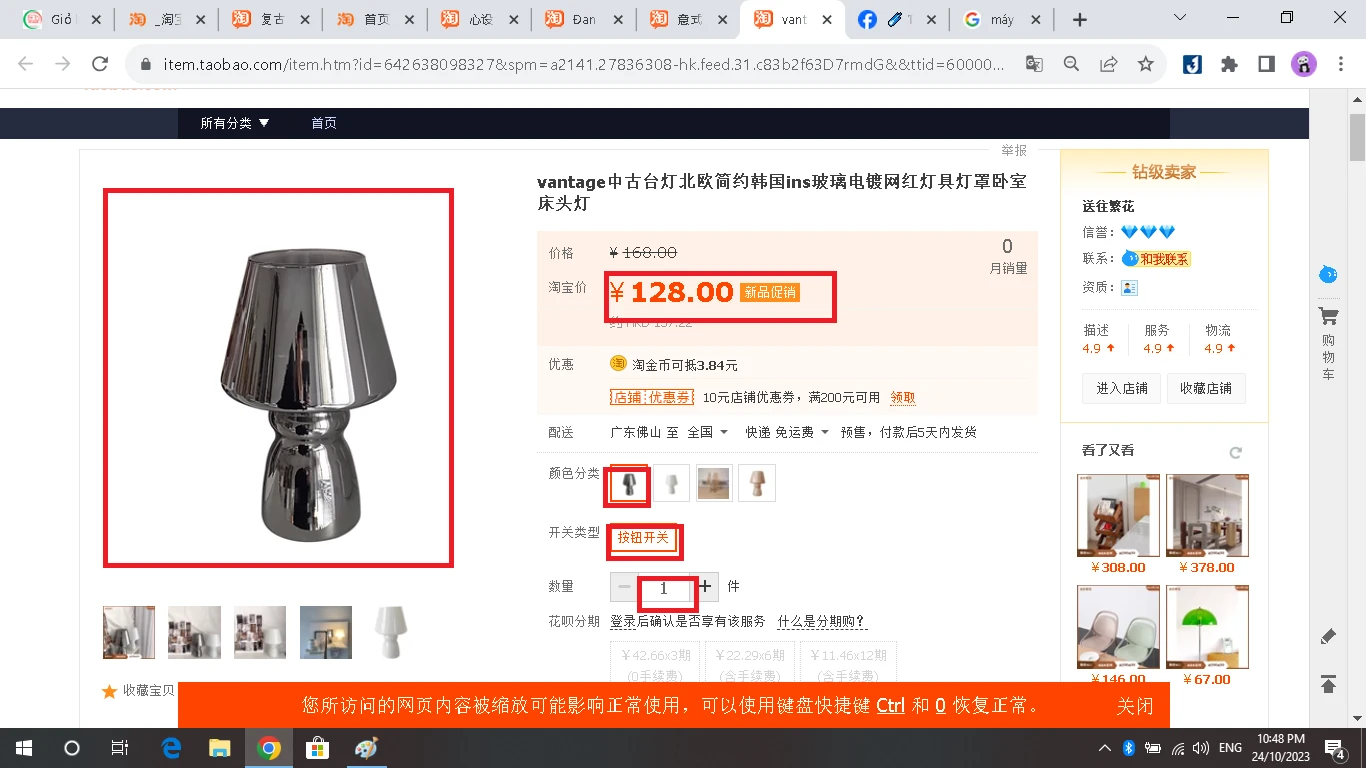 Giỏ
_淘宝
复古
首页
心设
Đan
意式
vant
máy
item.taobao.com/item.htm?id=642638098327&spm=a2141.27836308-hk.feed.31.c83b2f63D7rmdG&&ttid=60000...
所有分类 首页
举报
vantage中古台灯北欧简约韩国ins玻璃电镀网红灯具灯罩卧室
床头灯
价格 ¥ 168.00
0
月销量
淘宝价 ¥ 128.00 新品促销
约 HKD 137.22
优惠 淘金币可抵3.84元
店铺优惠券 10元店铺优惠券，满200元可用 领取
配送 广东佛山 至 全国 快递 免运费 预售，付款后5天内发货
颜色分类
开关类型 按钮开关
数量 1 件
花呗分期 登录后确认是否享有该服务 什么是分期购？
¥42.66x3期 ¥22.29x6期 ¥11.46x12期
(0手续费) (含手续费) (含手续费)
收藏宝贝
钻级卖家
送往繁花
信誉：
联系： 和我联系
资质：
描述 服务 物流
4.9 4.9 4.9
进入店铺 收藏店铺
看了又看
¥308.00 ¥378.00
¥146.00 ¥67.00
购物车
您所访问的网页内容被缩放可能影响正常使用，可以使用键盘快捷键 Ctrl 和 0 恢复正常。 关闭
ENG
10:48 PM
24/10/2023
4